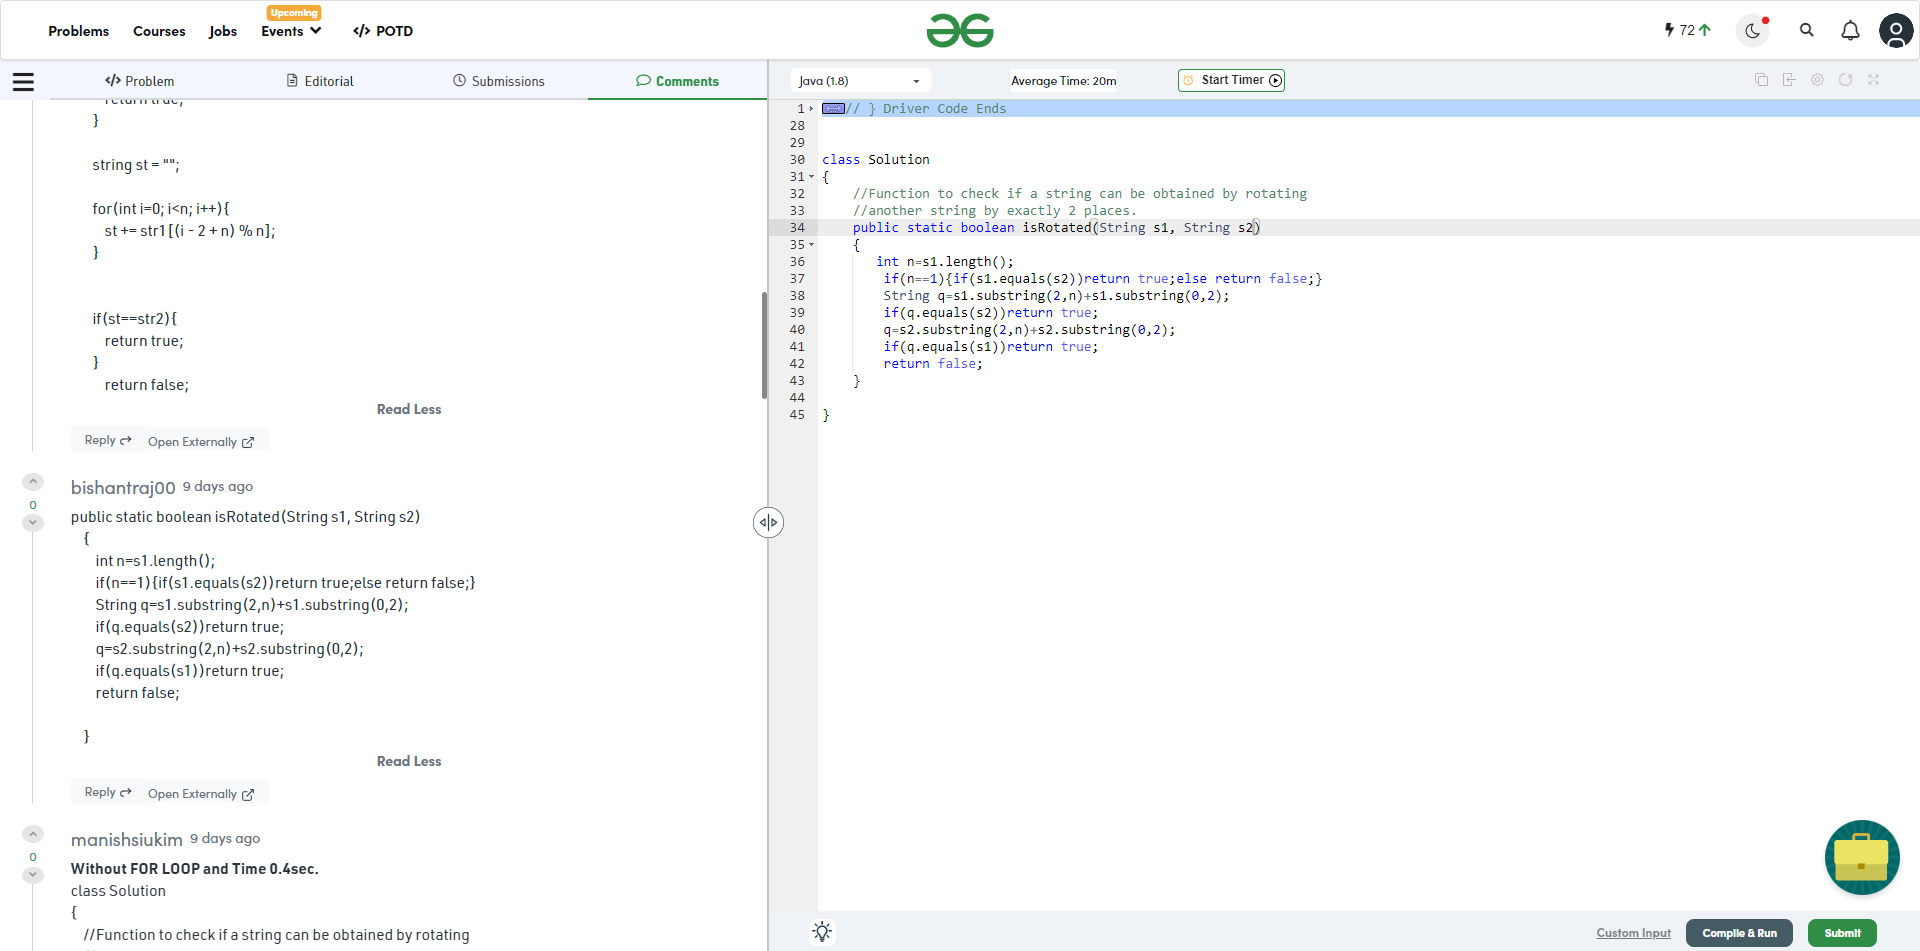 Problems
Courses
Jobs
Upcoming
Events
</> POTD
72
</> Problem
Editorial
Submissions
Comments
return true;
}
string st = "";
for(int i=0; i<n; i++){
st += str1[(i - 2 + n) % n];
}
if(st==str2){
return true;
}
return false;
Read Less
Reply
Open Externally
0
bishantraj00 9 days ago
public static boolean isRotated(String s1, String s2)
{
int n=s1.length();
if(n==1){if(s1.equals(s2))return true;else return false;}
String q=s1.substring(2,n)+s1.substring(0,2);
if(q.equals(s2))return true;
q=s2.substring(2,n)+s2.substring(0,2);
if(q.equals(s1))return true;
return false;
}
Read Less
Reply
Open Externally
0
manishsiukim 9 days ago
Without FOR LOOP and Time 0.4sec.
class Solution
{
//Function to check if a string can be obtained by rotating
Java (1.8)
Average Time: 20m
Start Timer
1 // } Driver Code Ends
28
29
30 class Solution
31 {
32 //Function to check if a string can be obtained by rotating
33 //another string by exactly 2 places.
34 public static boolean isRotated(String s1, String s2)
35 {
36 int n=s1.length();
37 if(n==1){if(s1.equals(s2))return true;else return false;}
38 String q=s1.substring(2,n)+s1.substring(0,2);
39 if(q.equals(s2))return true;
40 q=s2.substring(2,n)+s2.substring(0,2);
41 if(q.equals(s1))return true;
42 return false;
43 }
44
45 }
Custom Input
Compile & Run
Submit